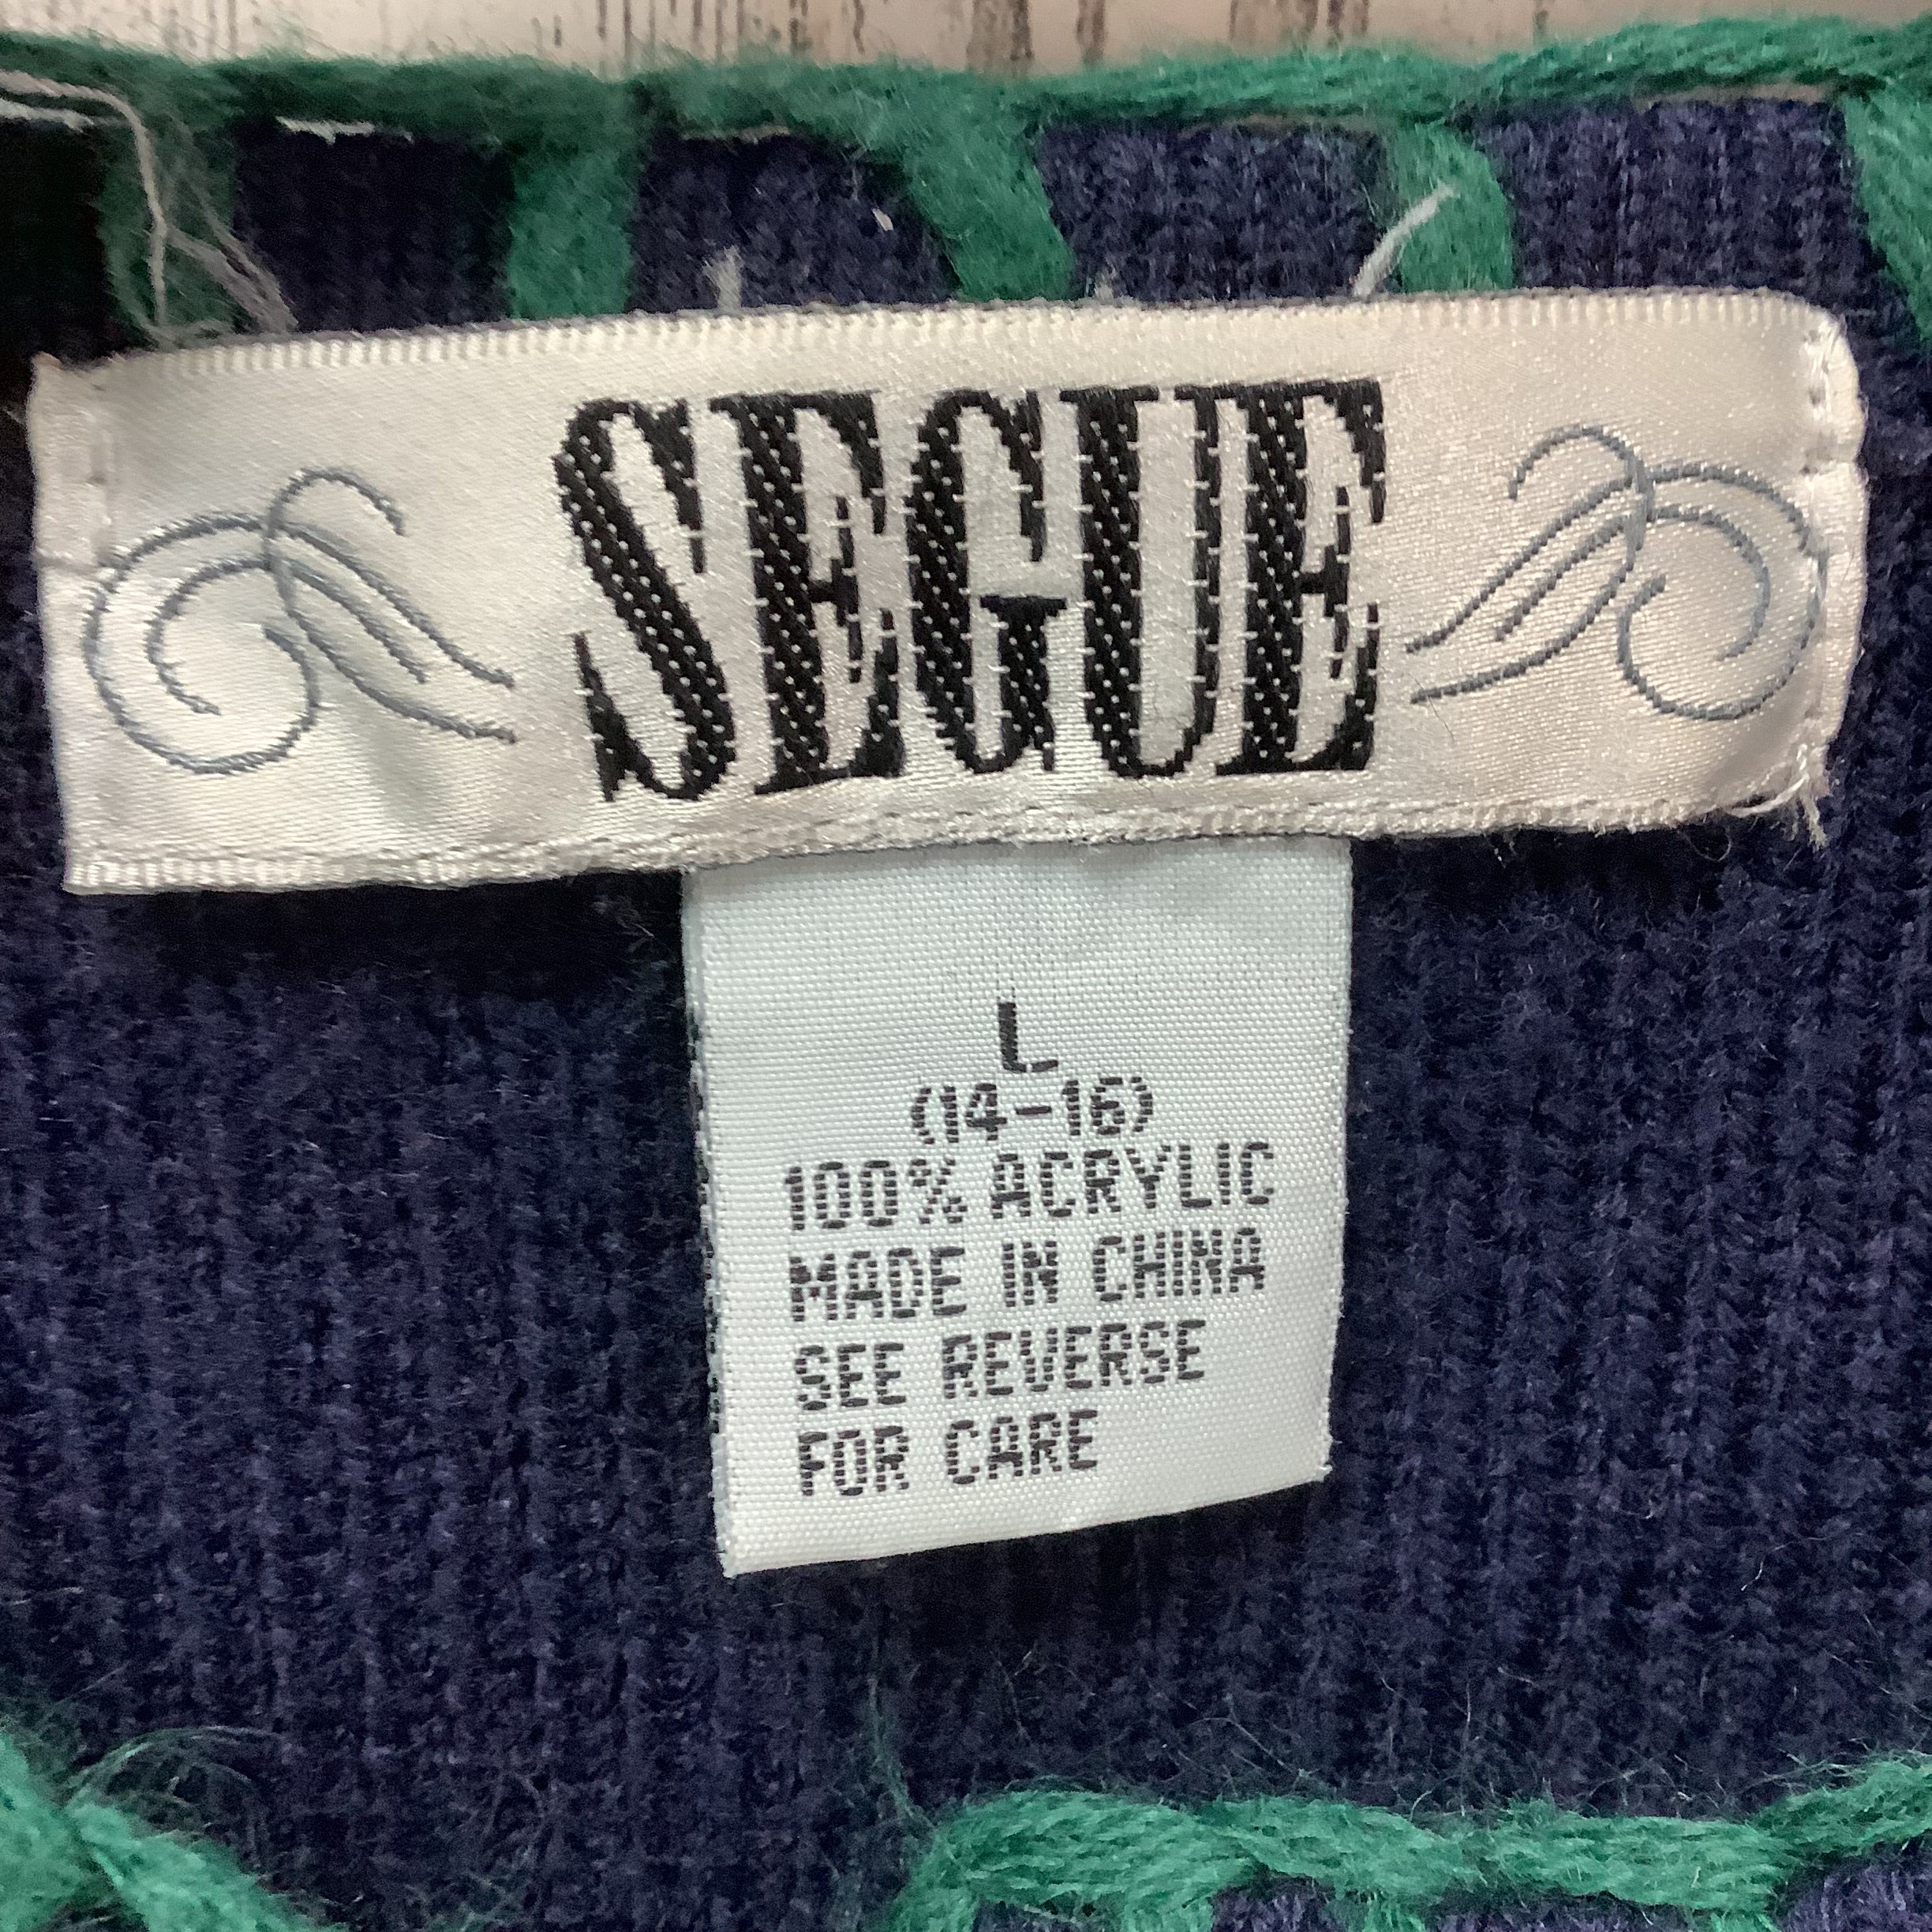 SEGUE
L
(14-16)
100% ACRYLIC
MADE IN CHINA
SEE REVERSE
FOR CARE